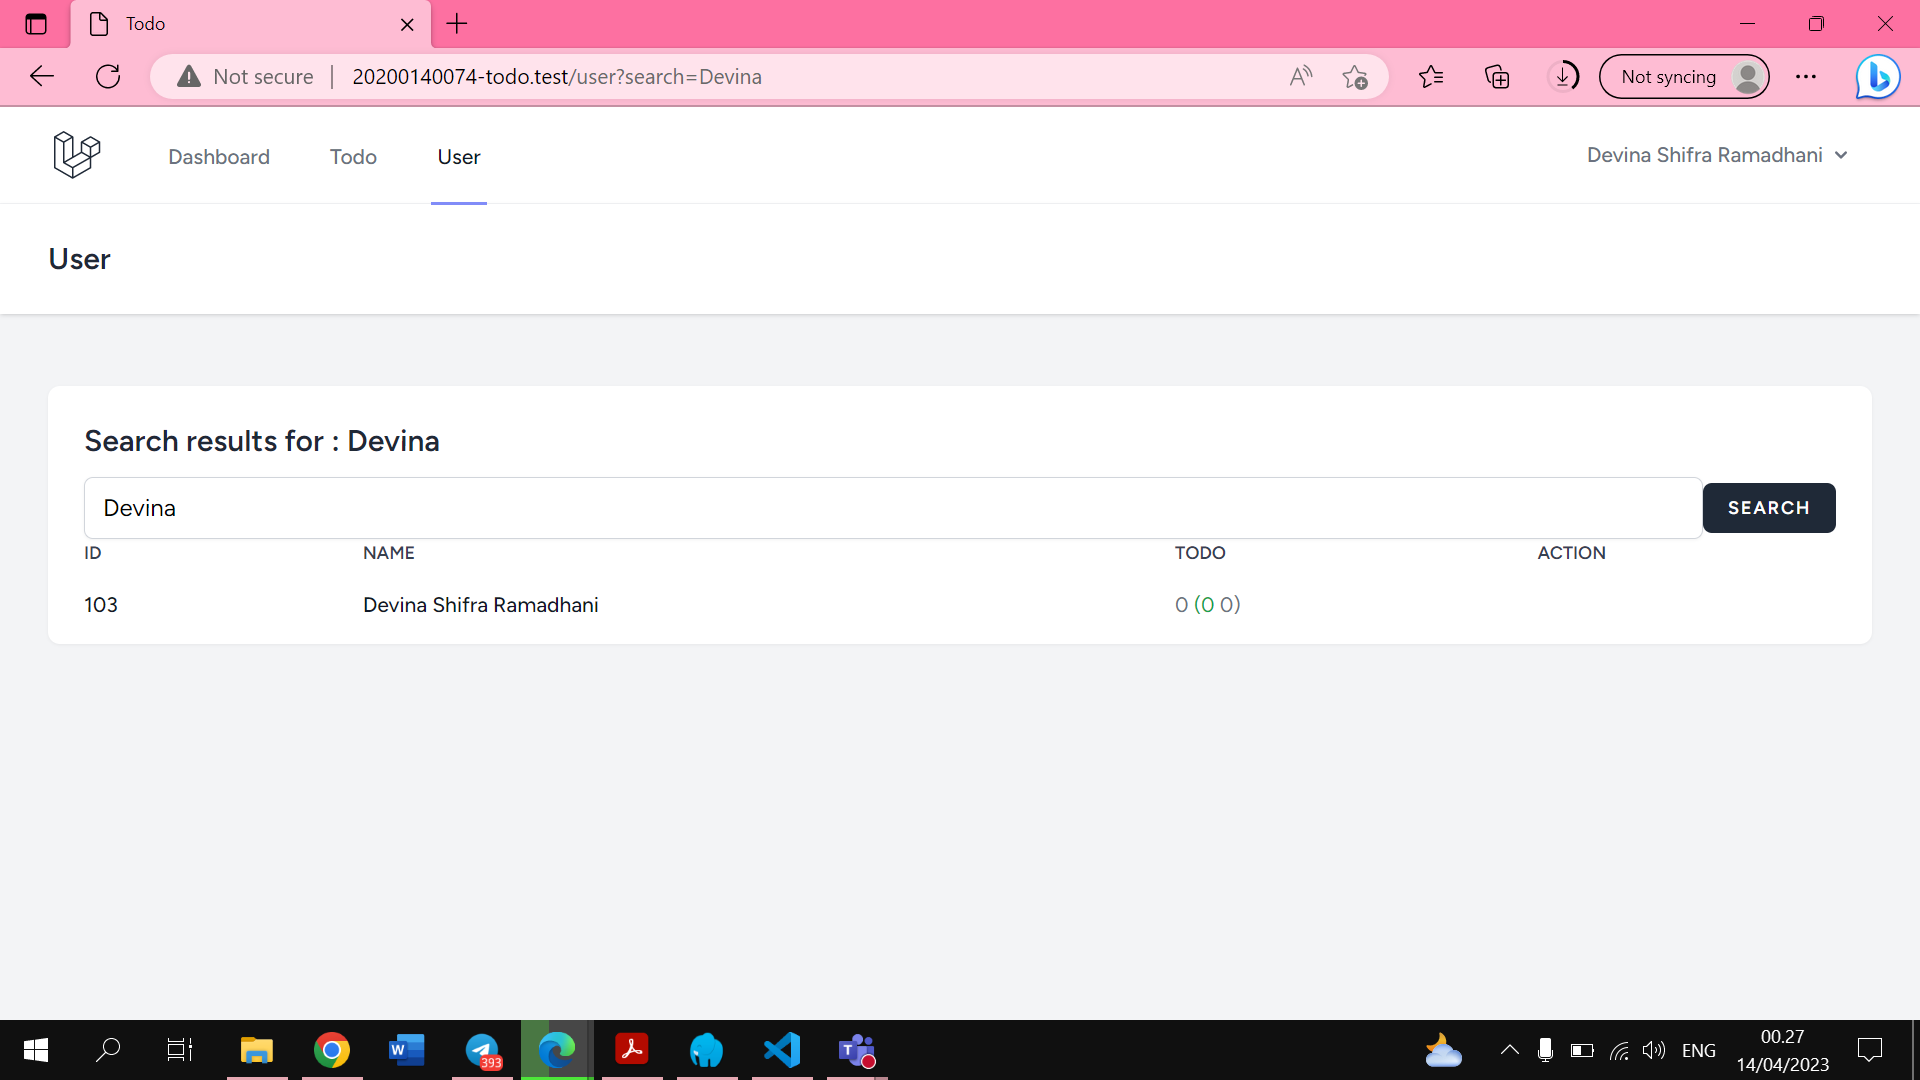 Todo
Not secure
20200140074-todo.test/user?search=Devina
Not syncing
Dashboard
Todo
User
Devina Shifra Ramadhani
User
Search results for : Devina
Devina
SEARCH
ID NAME TODO ACTION
103 Devina Shifra Ramadhani 0 (0 0)
393
ENG
00.27
14/04/2023